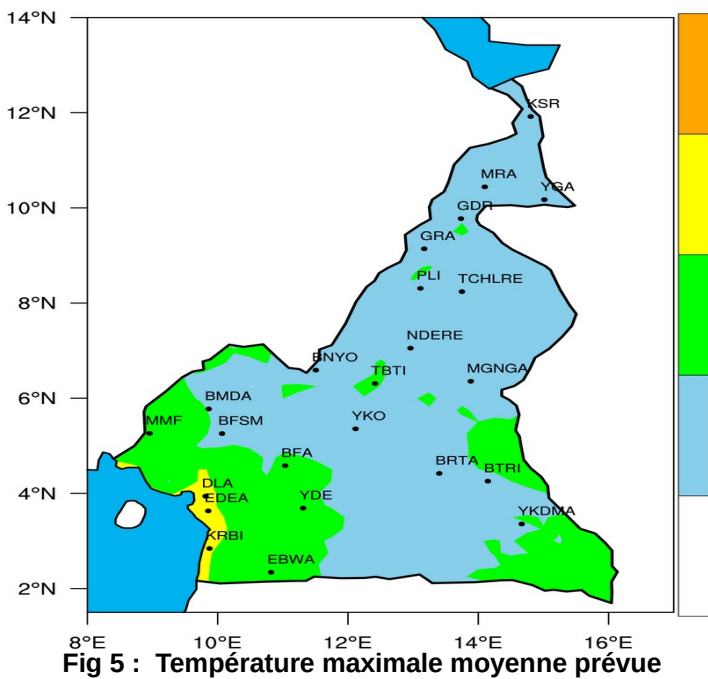 14°N
12°N
KSR
MRA
YGA
10°N
GDR
GRA
PLI
TCHLRE
8°N
NDERE
BNYO
TBTI
MGNGA
6°N
BMDA
MMF
BFSM
YKO
BFA
BRTA
BTRI
4°N
DLA
EDEA
YDE
YKDMA
KRBI
EBWA
2°N
8°E 10°E 12°E 14°E 16°E
Fig 5 : Température maximale moyenne prévue